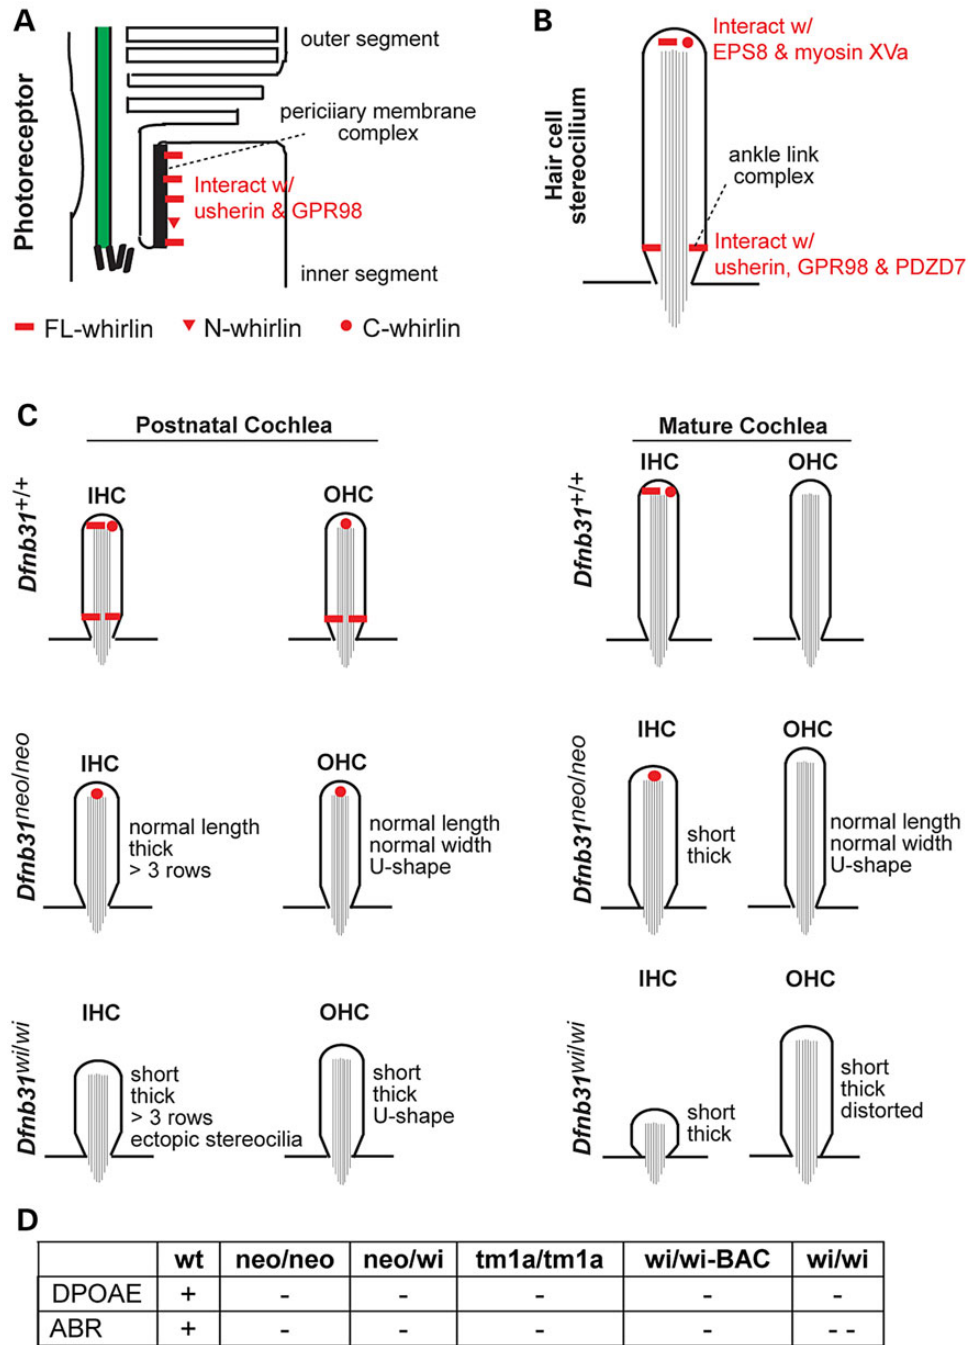 A
Photoreceptor
outer segment
periciiary membrane
complex
Interact w/
usherin & GPR98
inner segment
FL-whirlin
N-whirlin
C-whirlin
B
Hair cell
stereocilium
Interact w/
EPS8 & myosin XVa
ankle link
complex
Interact w/
usherin, GPR98 & PDZD7
C
Postnatal Cochlea
Mature Cochlea
Dfnb31+/+
IHC
OHC
Dfnb31+/+
IHC
OHC
Dfnb31neo/neo
IHC
normal length
thick
> 3 rows
OHC
normal length
normal width
U-shape
Dfnb31neo/neo
IHC
short
thick
OHC
normal length
normal width
U-shape
Dfnb31wi/wi
IHC
short
thick
> 3 rows
ectopic stereocilia
OHC
short
thick
U-shape
Dfnb31wi/wi
IHC
short
thick
OHC
short
thick
distorted
D
wt neo/neo neo/wi tm1a/tm1a wi/wi-BAC wi/wi
DPOAE + - - - - -
ABR + - - - - - -